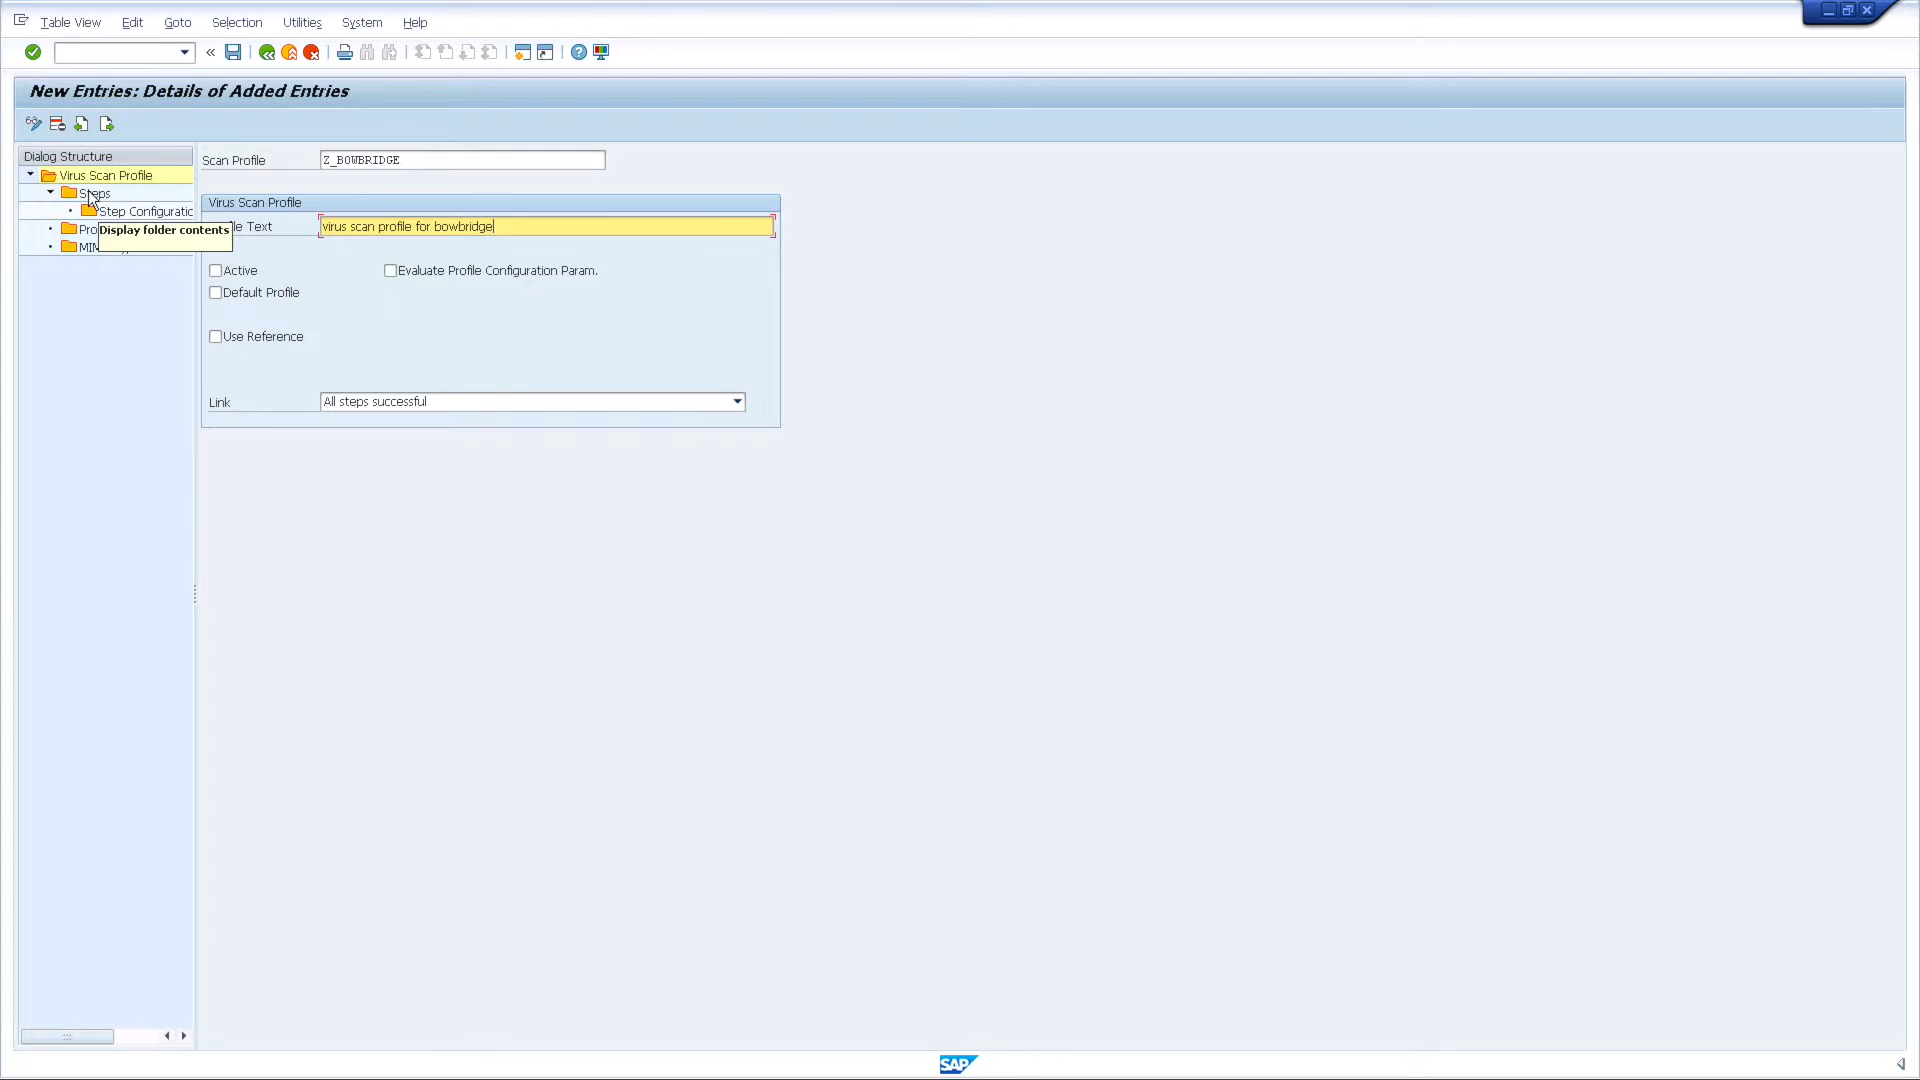 Table View Edit Goto Selection Utilities System Help
New Entries: Details of Added Entries
Dialog Structure
Virus Scan Profile
Steps
Step Configuratic
Pro
MIM
Display folder contents
Scan Profile Z_BOWBRIDGE
Virus Scan Profile
le Text virus scan profile for bowbridge
Active Evaluate Profile Configuration Param.
Default Profile
Use Reference
Link All steps successful
SAP